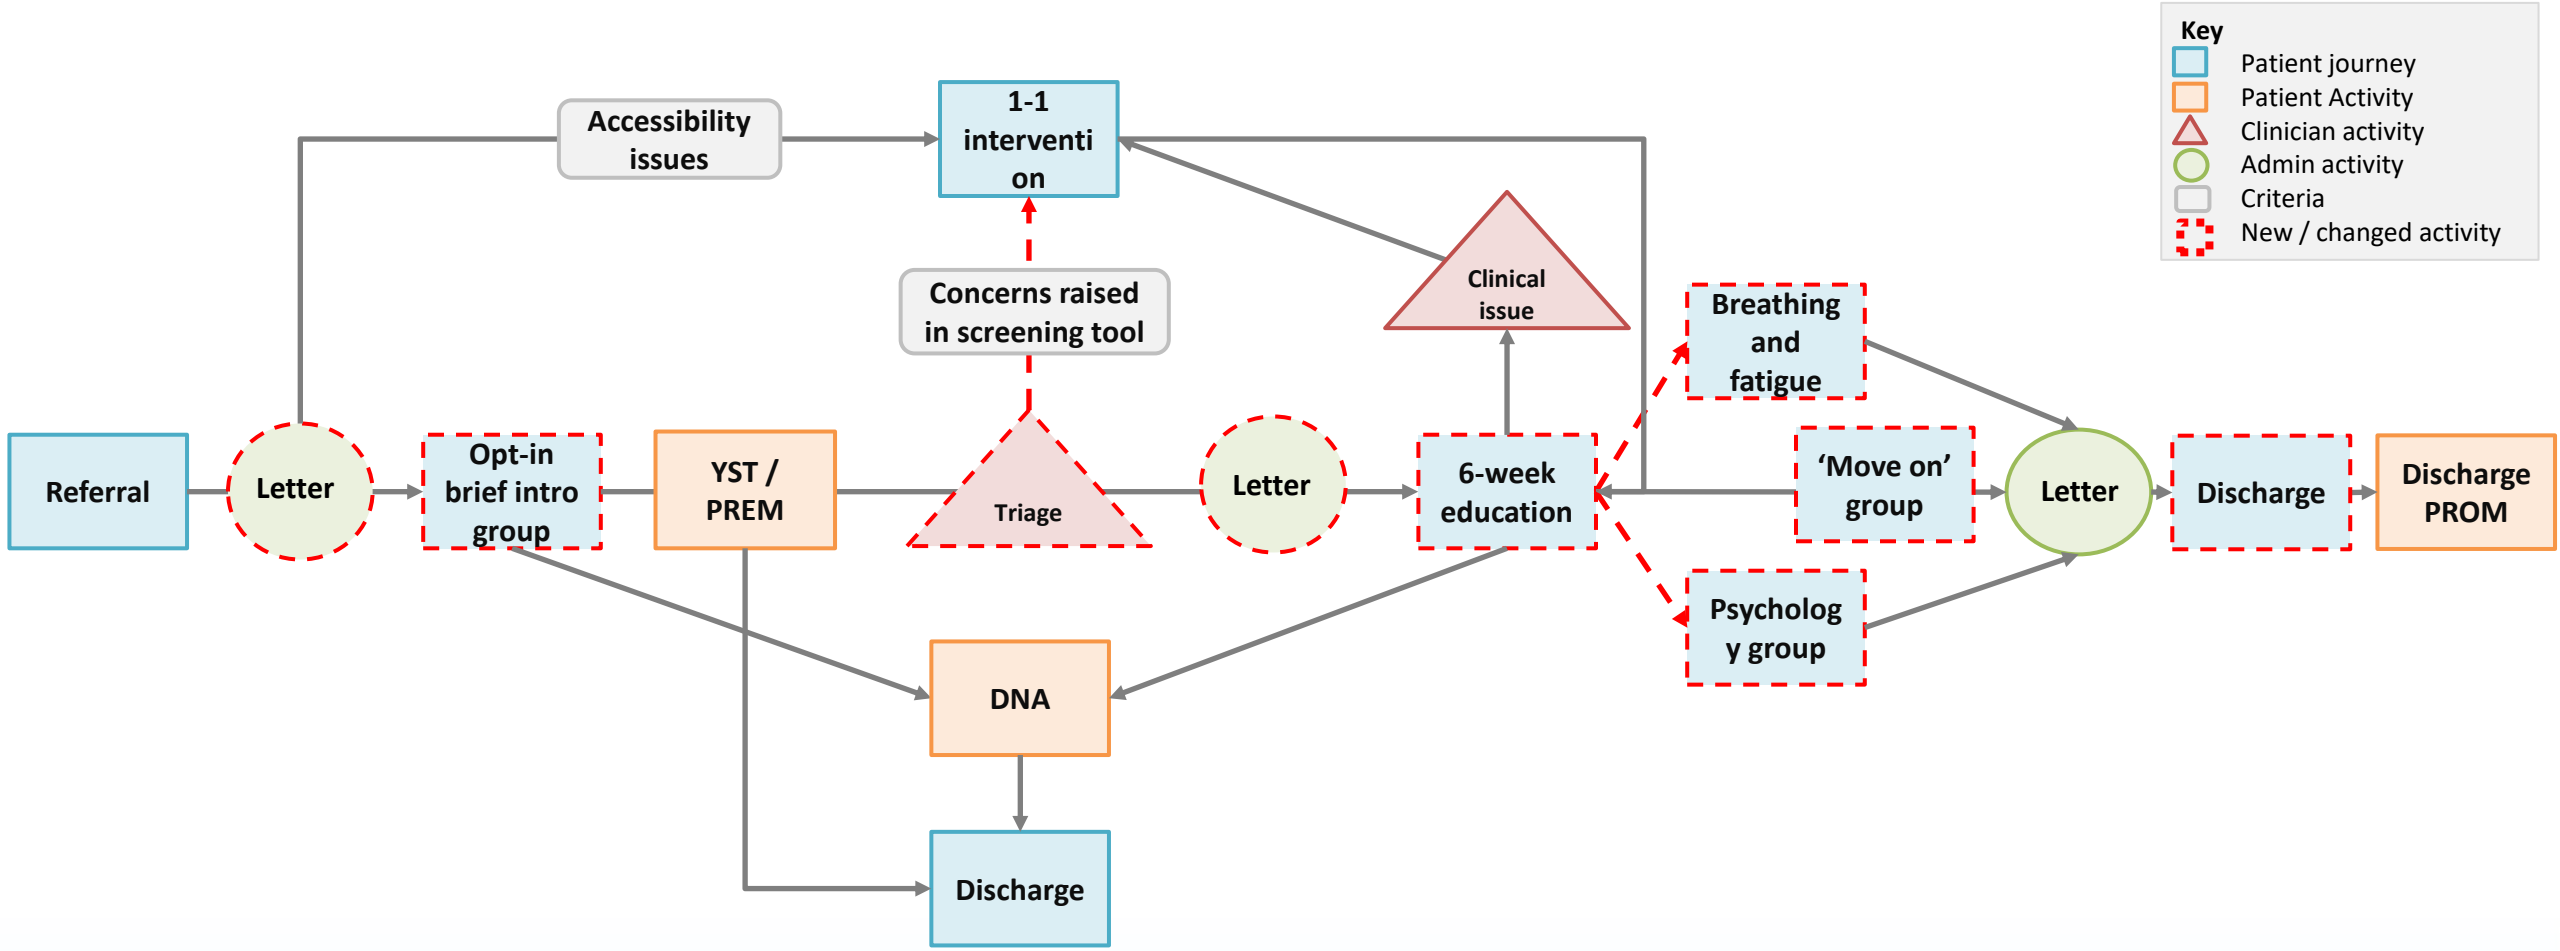 Key
Patient journey
Patient Activity
Clinician activity
Admin activity
Criteria
New / changed activity
Accessibility
issues
1-1
interventi
on
Concerns raised
in screening tool
Clinical
issue
Breathing
and
fatigue
Referral
Letter
Opt-in
brief intro
group
YST /
PREM
Triage
Letter
6-week
education
‘Move on’
group
Letter
Discharge
Discharge
PROM
Psycholog
y group
DNA
Discharge